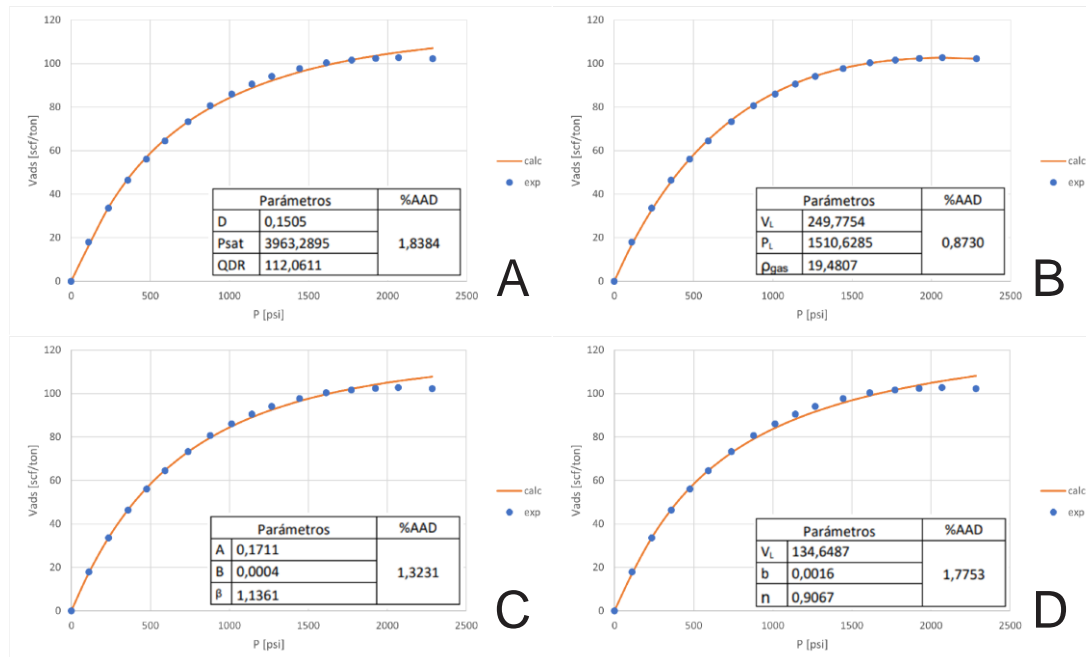 120
100
80
60
40
20
0
Vads [scf/ton]
0 500 1000 1500 2000 2500
P [psi]
calc
exp
Parámetros %AAD
D 0,1505
Psat 3963,2895 1,8384
QDR 112,0611
A
120
100
80
60
40
20
0
Vads [scf/ton]
0 500 1000 1500 2000 2500
P [psi]
calc
exp
Parámetros %AAD
VL 249,7754
PL 1510,6285 0,8730
ρgas 19,4807
B
120
100
80
60
40
20
0
Vads [scf/ton]
0 500 1000 1500 2000 2500
P [psi]
calc
exp
Parámetros %AAD
A 0,1711
B 0,0004 1,3231
β 1,1361
C
120
100
80
60
40
20
0
Vads [scf/ton]
0 500 1000 1500 2000 2500
P [psi]
calc
exp
Parámetros %AAD
VL 134,6487
b 0,0016 1,7753
n 0,9067
D